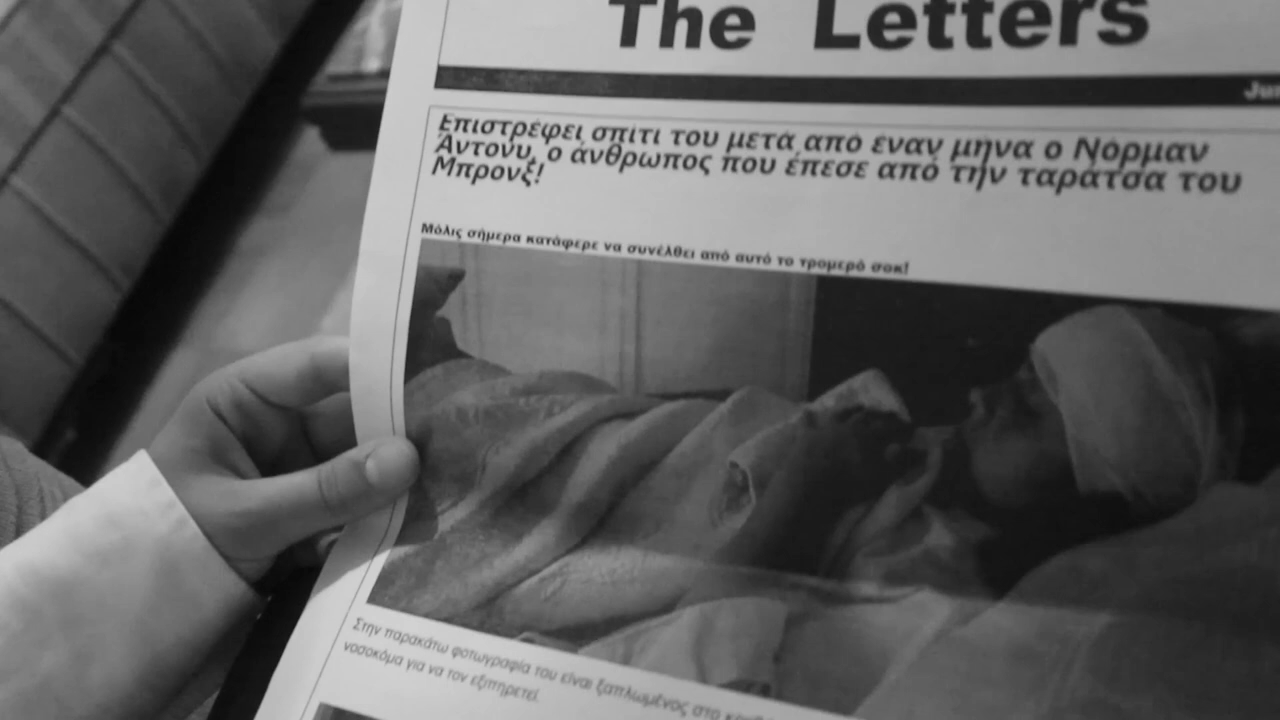 The Letters
Επιστρέφει σπίτι του μετά από έναν μήνα ο Νόρμαν
Άντονυ, ο άνθρωπος που έπεσε από την ταράτσα του
Μπρονξ!
Μόλις σήμερα κατάφερε να συνέλθει από αυτό το τρομερό σοκ!
Στην παρακάτω φωτογραφία του είναι ξαπλωμένος στο
νοσοκόμα για να τον εξπηρετεί.